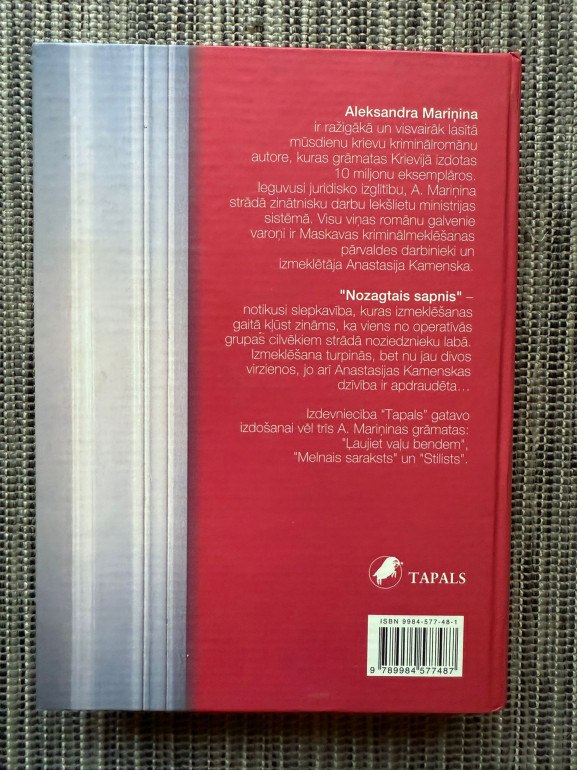 Aleksandra Mariņina
ir ražīgākā un visvairāk lasītā
mūsdienu krievu kriminālromānu
autore, kuras grāmatas Krievijā izdotas
10 miljonu eksemplāros.
Ieguvusi juridisko izglītību, A. Mariņina
strādā zinātnisku darbu Iekšlietu ministrijas
sistēmā. Visu viņas romānu galvenie
varoņi ir Maskavas kriminālmeklēšanas
pārvaldes darbinieki un
izmeklētāja Anastasija Kamenska.
"Nozagtais sapnis" –
notikusi slepkavība, kuras izmeklēšanas
gaitā kļūst zināms, ka viens no operatīvās
grupas cilvēkiem strādā noziedznieku labā.
Izmeklēšana turpinās, bet nu jau divos
virzienos, jo arī Anastasijas Kamenskas
dzīvība ir apdraudēta...
Izdevniecība "Tapals" gatavo
izdošanai vēl trīs A. Mariņinas grāmatas:
"Ļaujiet vaļu bendem",
"Melnais saraksts" un "Stilists".
TAPALS
ISBN 9984-577-48-1
9 789984 577487